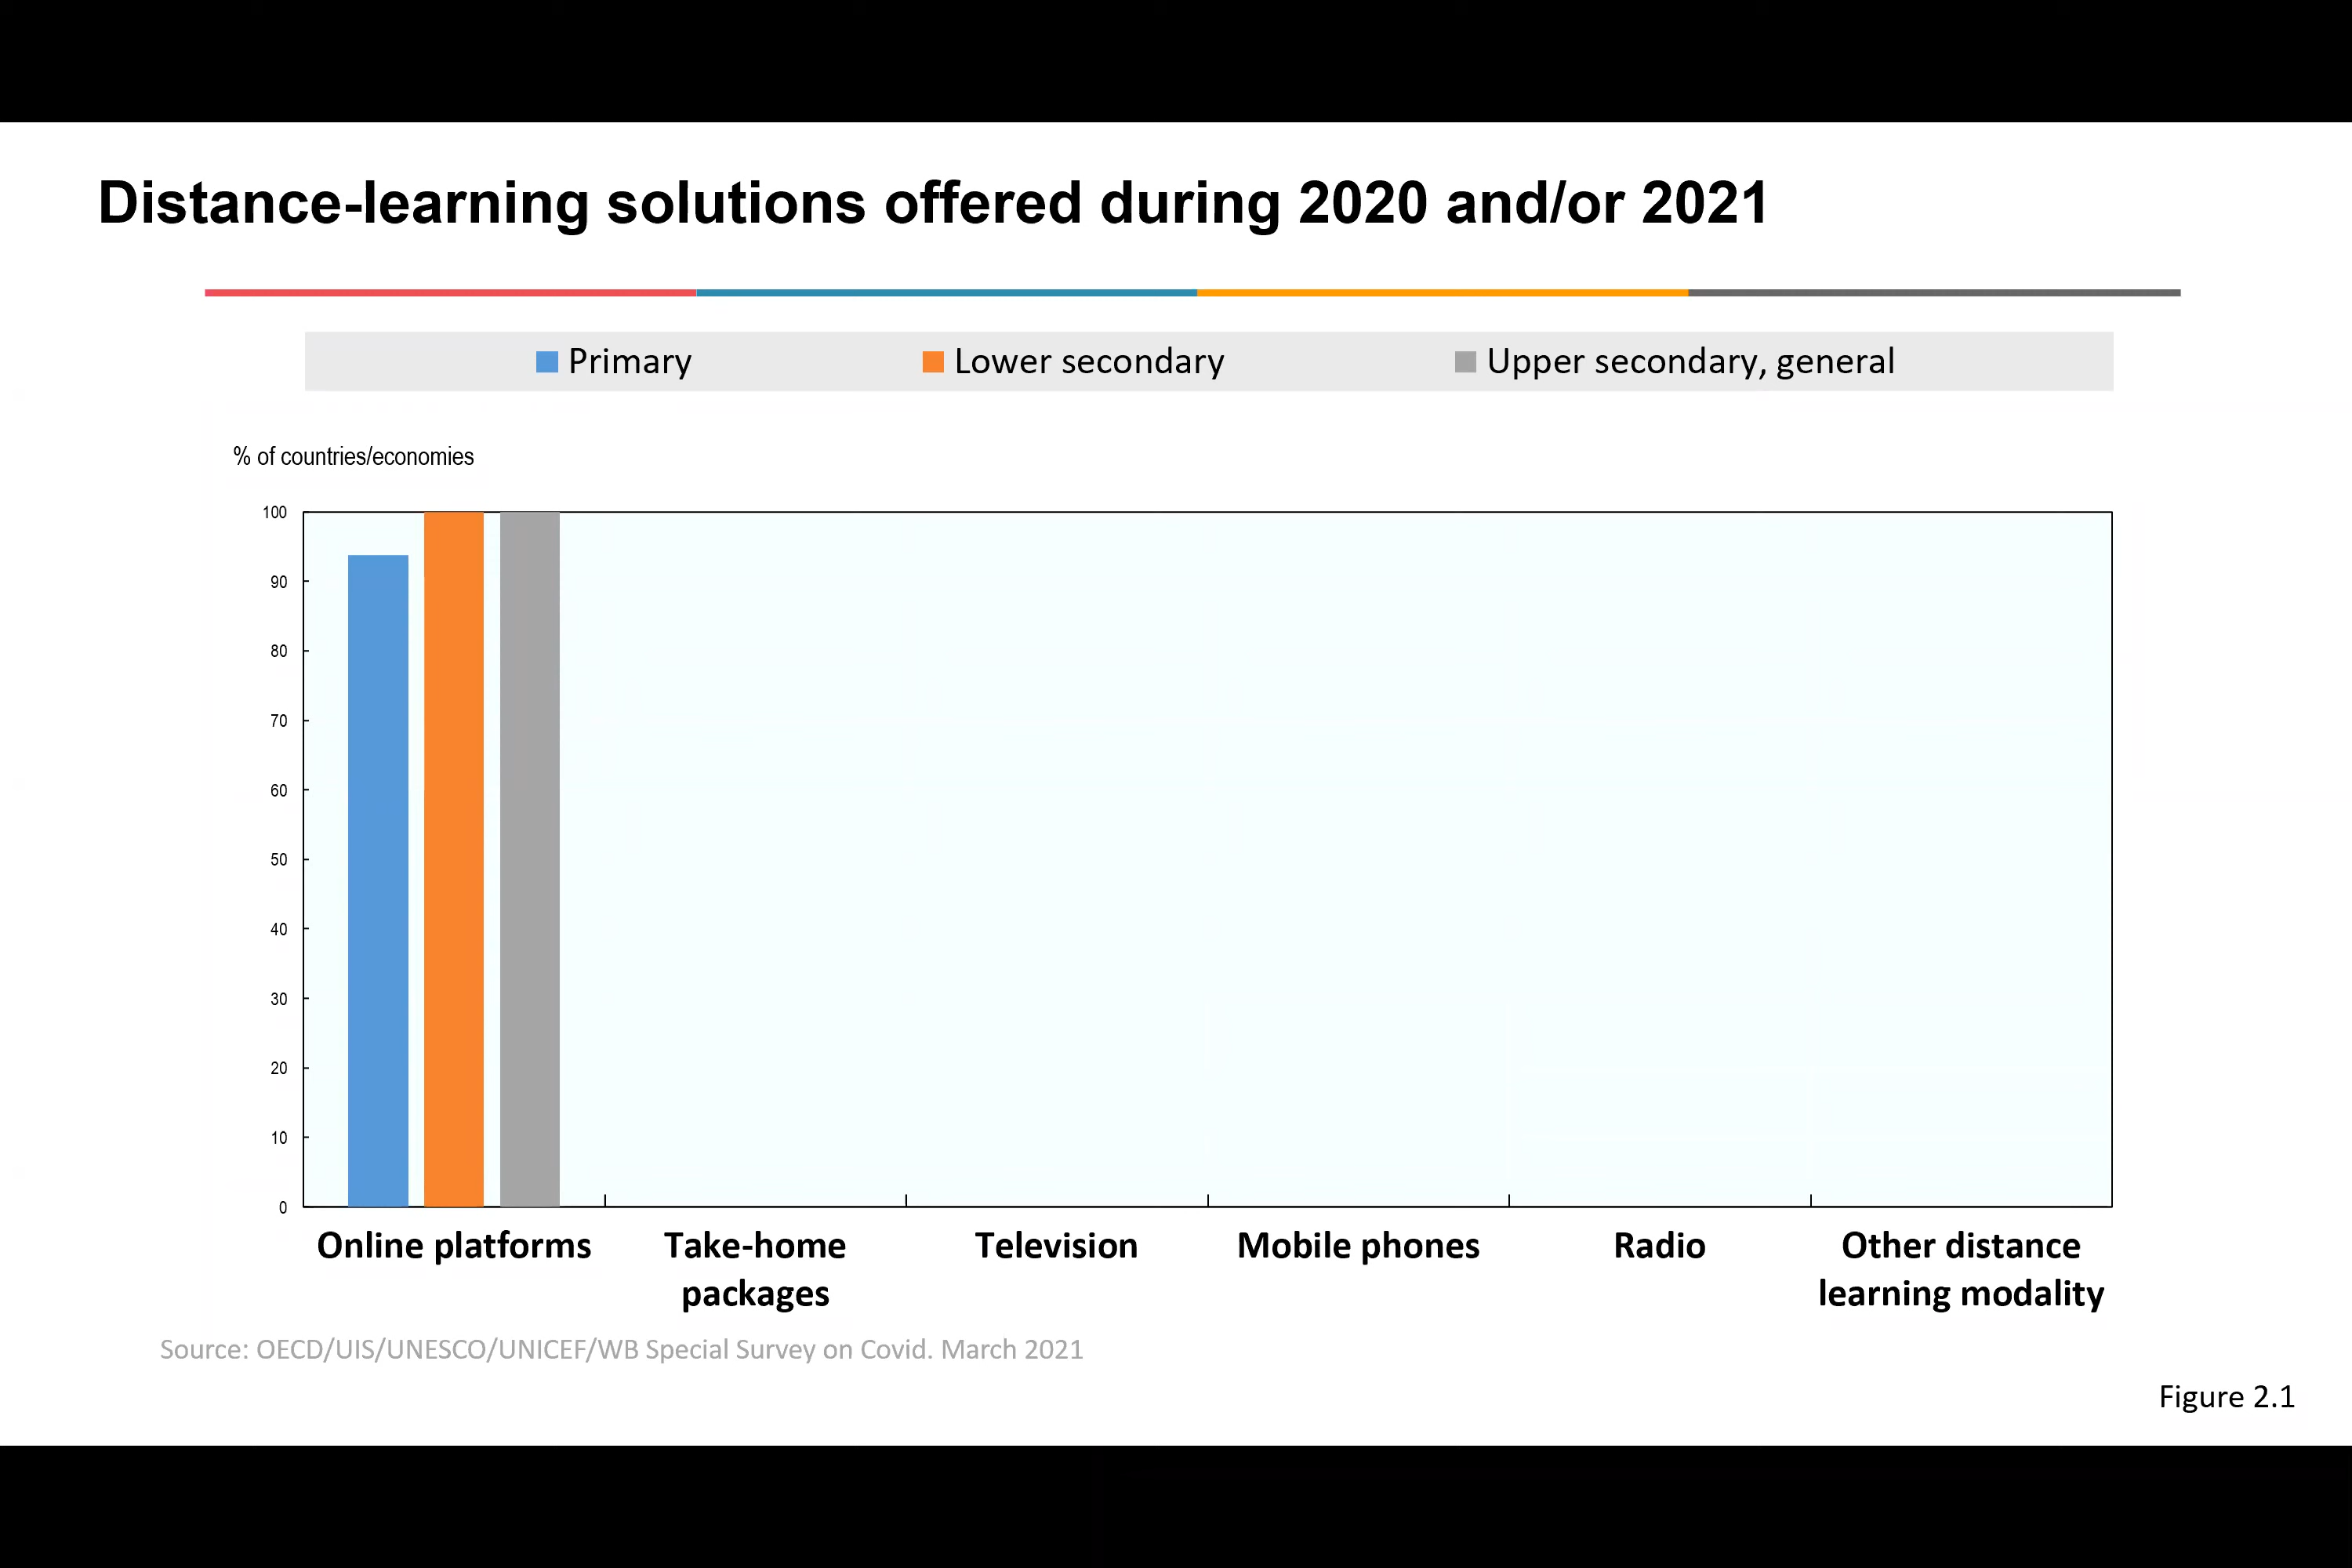 Distance-learning solutions offered during 2020 and/or 2021
Primary Lower secondary Upper secondary, general
% of countries/economies
100
90
80
70
60
50
40
30
20
10
0
Online platforms Take-home Television Mobile phones Radio Other distance
packages learning modality
Source: OECD/UIS/UNESCO/UNICEF/WB Special Survey on Covid. March 2021
Figure 2.1